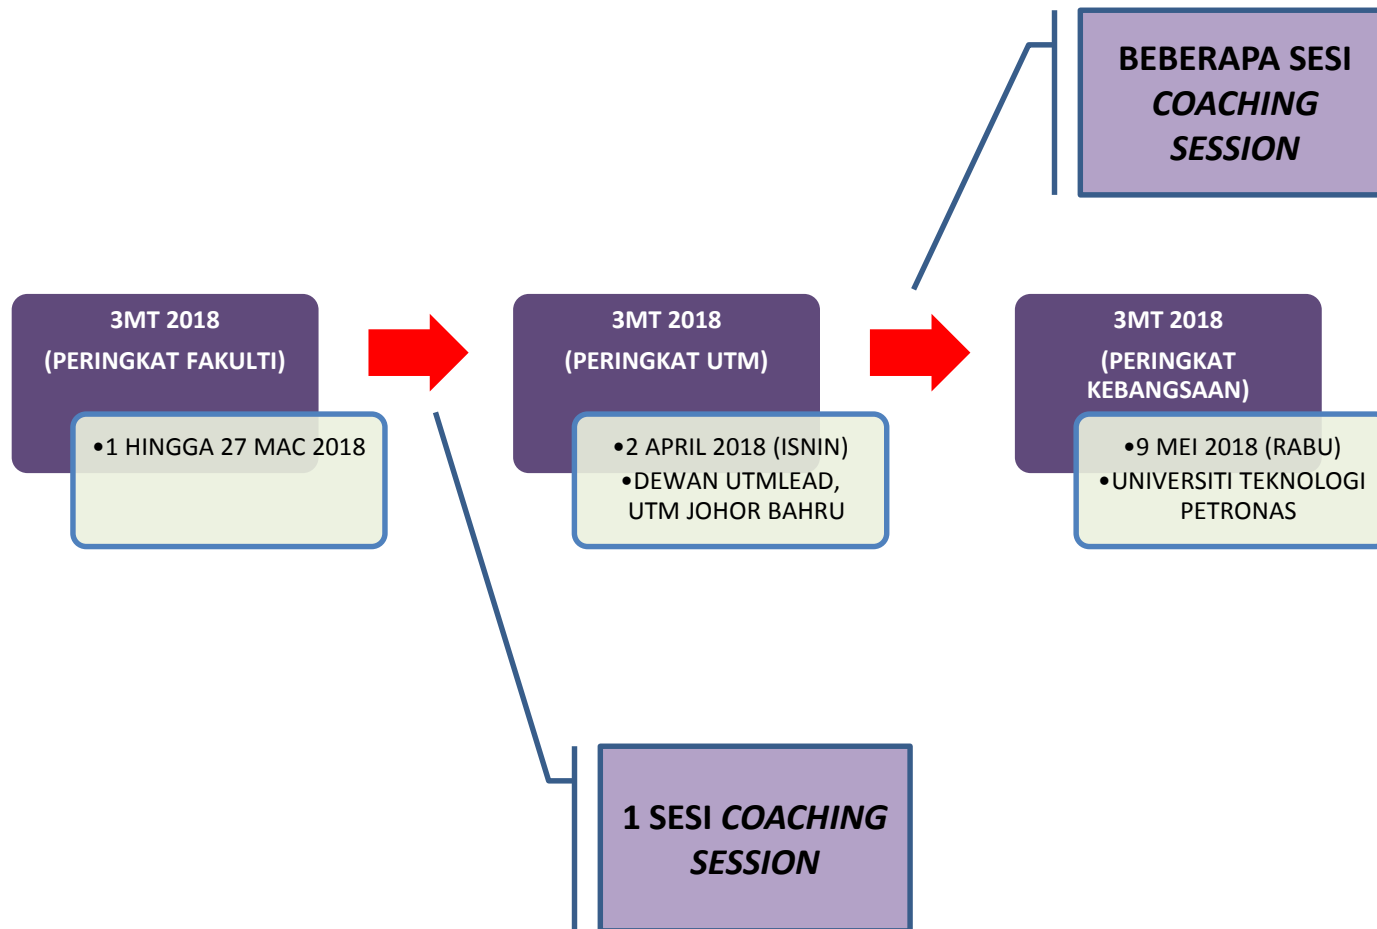 BEBERAPA SESI
COACHING
SESSION
3MT 2018
(PERINGKAT FAKULTI)
•1 HINGGA 27 MAC 2018
3MT 2018
(PERINGKAT UTM)
•2 APRIL 2018 (ISNIN)
•DEWAN UTMLEAD,
UTM JOHOR BAHRU
3MT 2018
(PERINGKAT
KEBANGSAAN)
•9 MEI 2018 (RABU)
•UNIVERSITI TEKNOLOGI
PETRONAS
1 SESI COACHING
SESSION